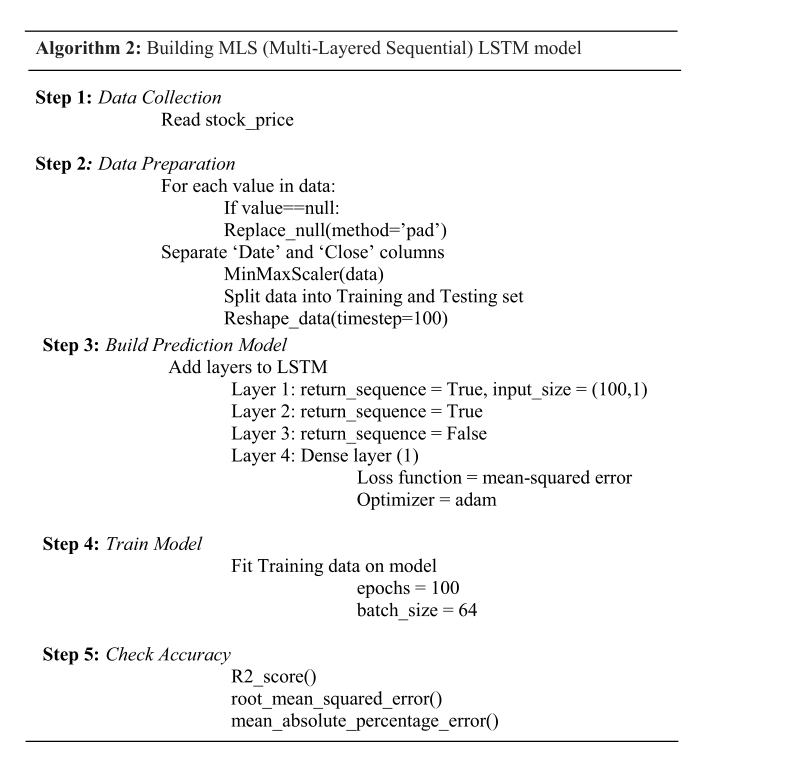 Algorithm 2: Building MLS (Multi-Layered Sequential) LSTM model
Step 1: Data Collection
Read stock_price
Step 2: Data Preparation
For each value in data:
If value==null:
Replace_null(method=’pad’)
Separate ‘Date’ and ‘Close’ columns
MinMaxScaler(data)
Split data into Training and Testing set
Reshape_data(timestep=100)
Step 3: Build Prediction Model
Add layers to LSTM
Layer 1: return_sequence = True, input_size = (100,1)
Layer 2: return_sequence = True
Layer 3: return_sequence = False
Layer 4: Dense layer (1)
Loss function = mean-squared error
Optimizer = adam
Step 4: Train Model
Fit Training data on model
epochs = 100
batch_size = 64
Step 5: Check Accuracy
R2_score()
root_mean_squared_error()
mean_absolute_percentage_error()